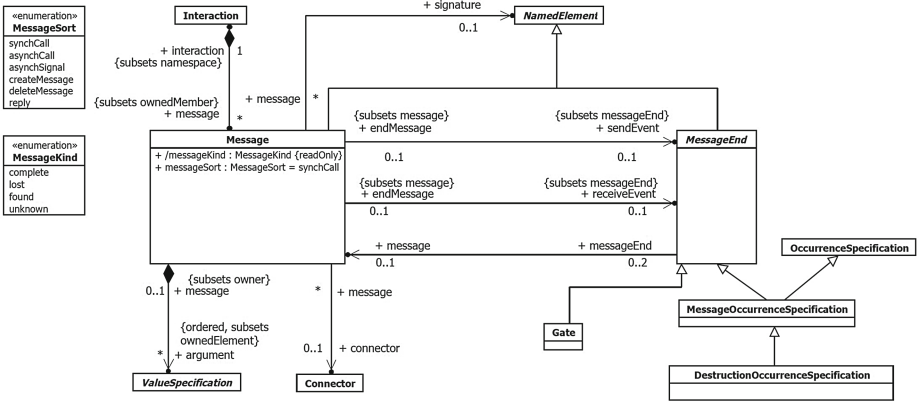 «enumeration»
MessageSort
synchCall
asynchCall
asynchSignal
createMessage
deleteMessage
reply
«enumeration»
MessageKind
complete
lost
found
unknown
Interaction
+ interaction 1
{subsets namespace}
{subsets ownedMember}
+ message *
+ signature
0..1
NamedElement
+ message *
Message
+ /messageKind : MessageKind {readOnly}
+ messageSort : MessageSort = synchCall
{subsets message}
+ endMessage
0..1
{subsets messageEnd}
+ sendEvent
0..1
MessageEnd
{subsets message}
+ endMessage
0..1
{subsets messageEnd}
+ receiveEvent
0..1
+ message
0..1
+ messageEnd
0..2
OccurrenceSpecification
{subsets owner}
0..1 + message
{ordered, subsets
ownedElement}
* + argument
ValueSpecification
* + message
0..1 + connector
Connector
Gate
MessageOccurrenceSpecification
DestructionOccurrenceSpecification